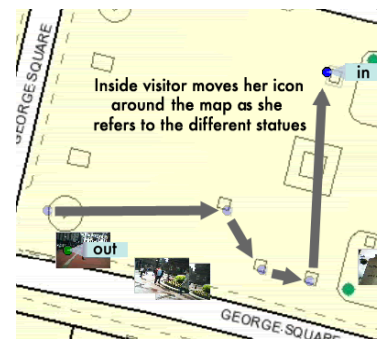 GEORGE SQUARE
Inside visitor moves her icon
around the map as she
refers to the different statues
in
out
GEORGE SQUARE